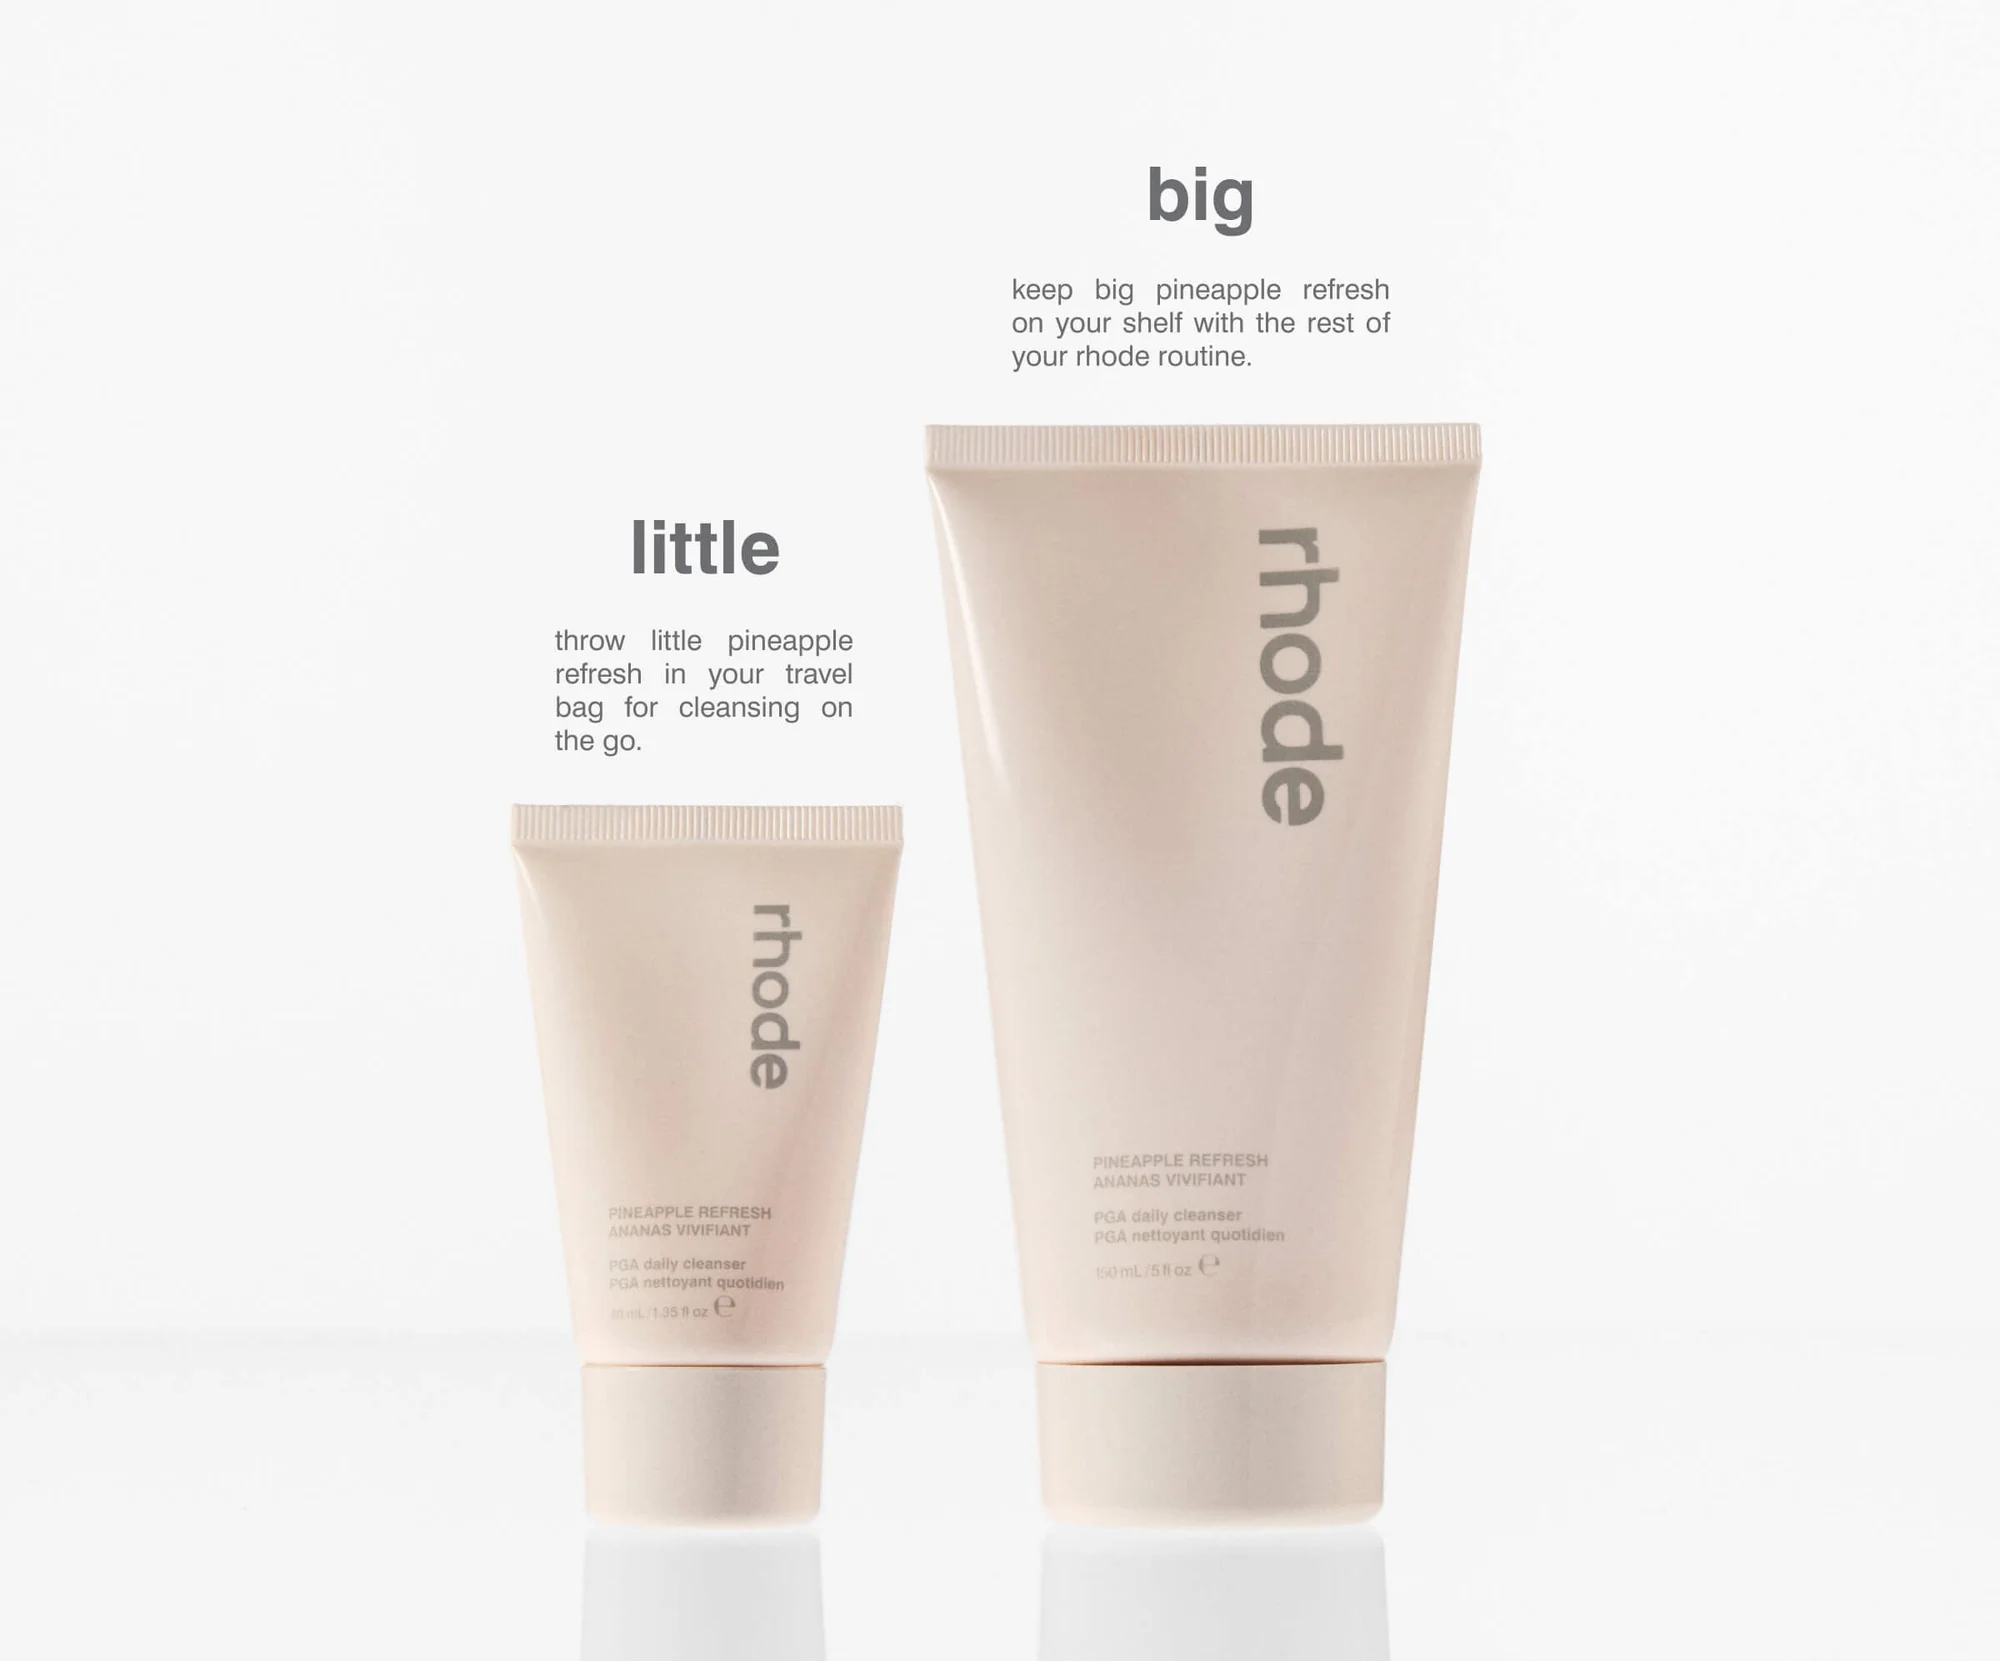 big
keep big pineapple refresh
on your shelf with the rest of
your rhode routine.
little
throw little pineapple
refresh in your travel
bag for cleansing on
the go.
rhode
PINEAPPLE REFRESH
ANANAS VIVIFIANT
PGA daily cleanser
PGA nettoyant quotidien
40 mL/1.35 fl oz ℮
rhode
PINEAPPLE REFRESH
ANANAS VIVIFIANT
PGA daily cleanser
PGA nettoyant quotidien
150 mL/5 fl oz ℮